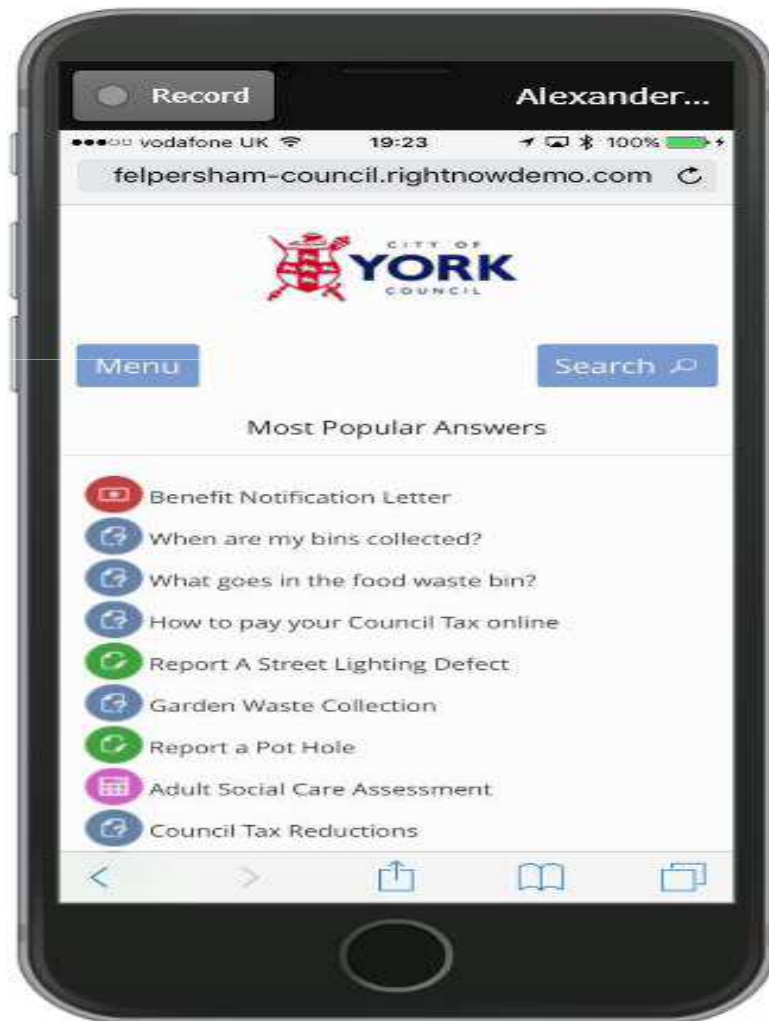 Record Alexander...
vodafone UK 19:23 100%
felpersham-council.rightnowdemo.com
CITY OF
YORK
COUNCIL
Menu Search
Most Popular Answers
Benefit Notification Letter
When are my bins collected?
What goes in the food waste bin?
How to pay your Council Tax online
Report A Street Lighting Defect
Garden Waste Collection
Report a Pot Hole
Adult Social Care Assessment
Council Tax Reductions